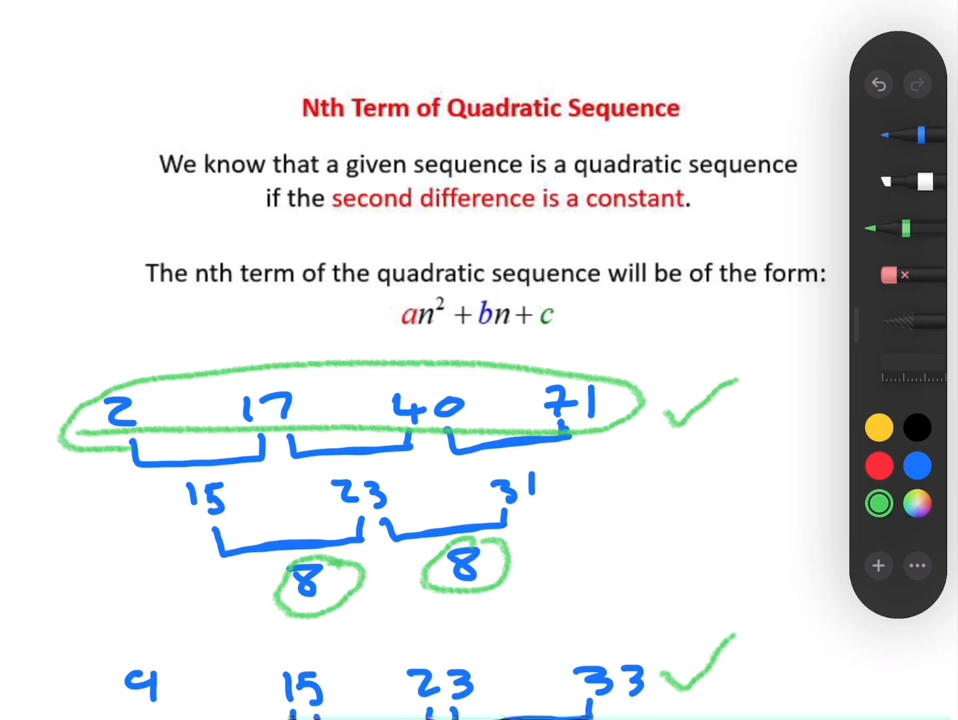 Nth Term of Quadratic Sequence
We know that a given sequence is a quadratic sequence
if the second difference is a constant.
The nth term of the quadratic sequence will be of the form:
an² + bn + c
2 17 40 71
15 23 31
8 8
9 15 23 33